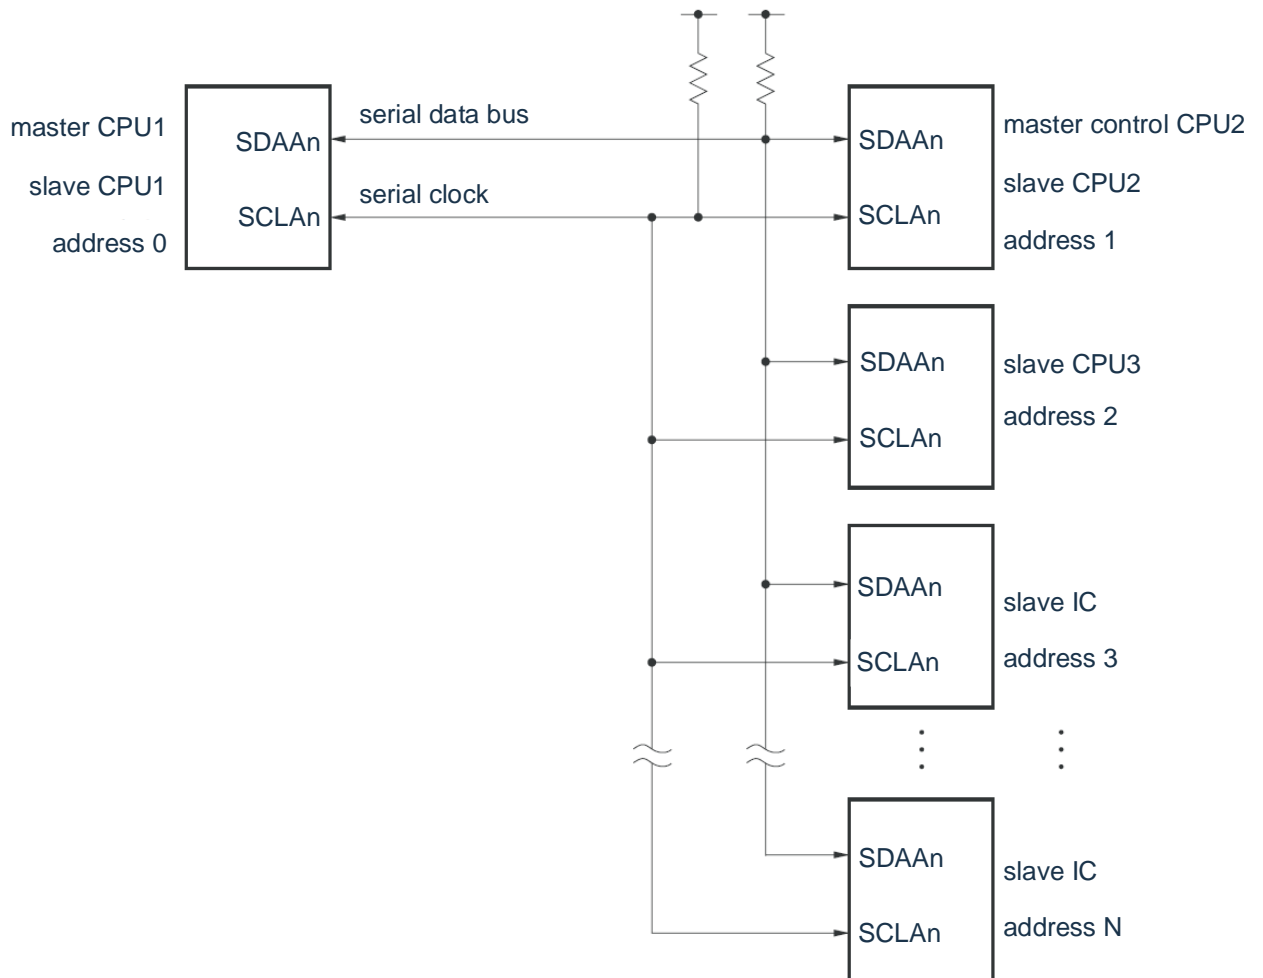 master CPU1
slave CPU1
address 0
SDAAn
SCLAn
serial data bus
serial clock
SDAAn
SCLAn
master control CPU2
slave CPU2
address 1
SDAAn
SCLAn
slave CPU3
address 2
SDAAn
SCLAn
slave IC
address 3
SDAAn
SCLAn
slave IC
address N